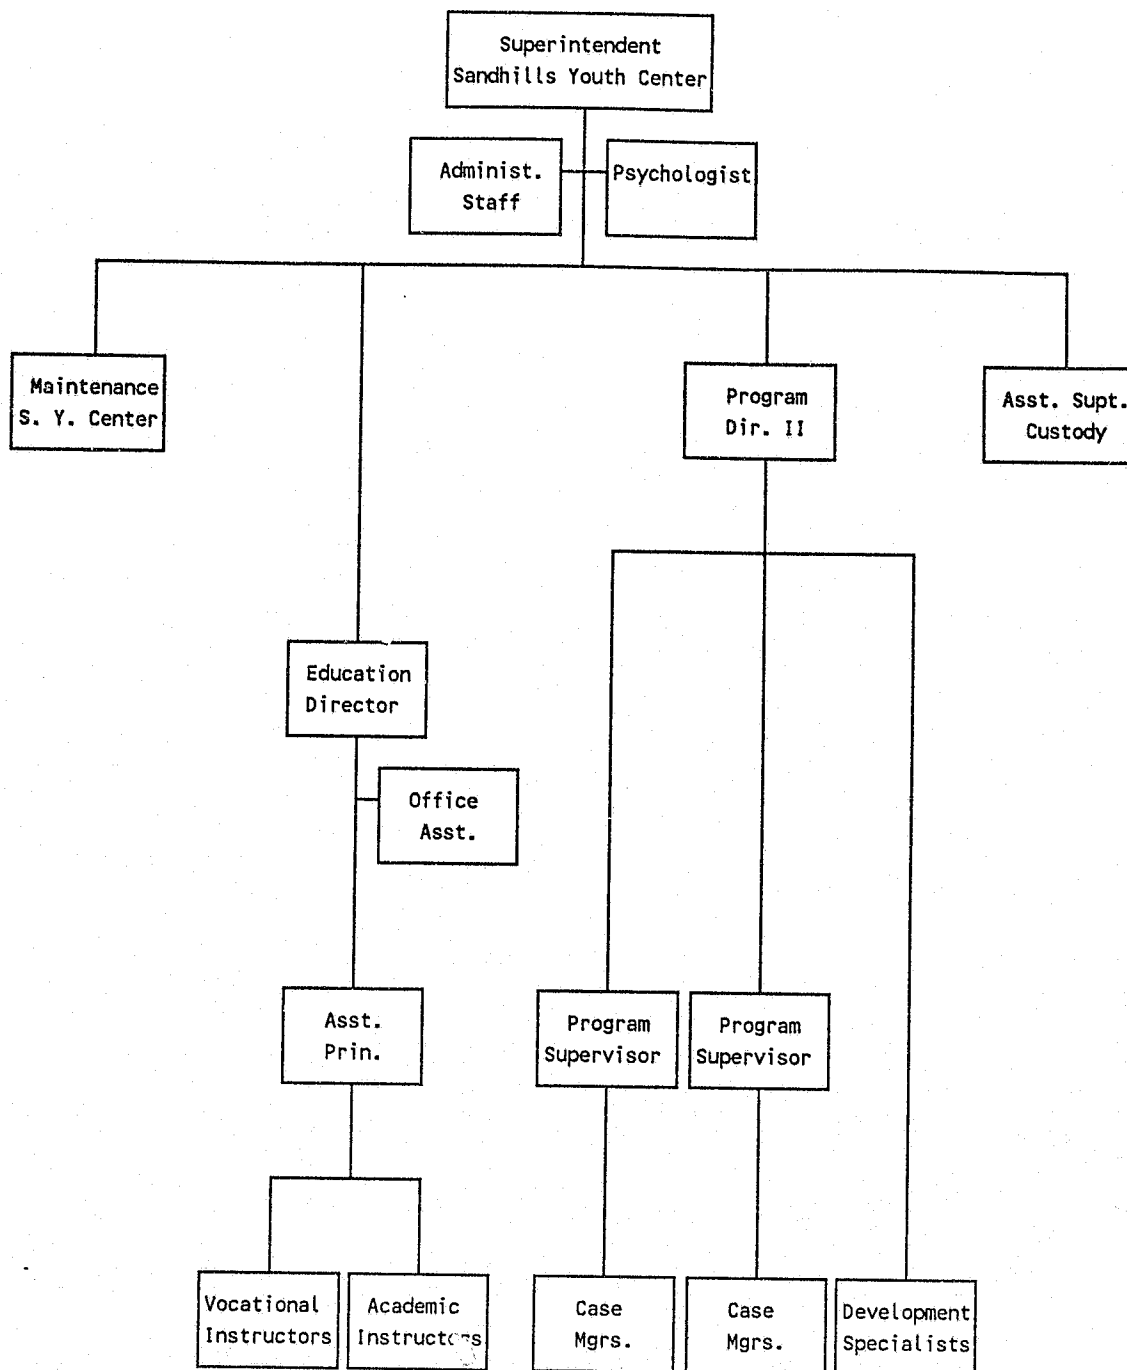 Superintendent
Sandhills Youth Center
Administ.
Staff
Psychologist
Maintenance
S. Y. Center
Program
Dir. II
Asst. Supt.
Custody
Education
Director
Office
Asst.
Asst.
Prin.
Program
Supervisor
Program
Supervisor
Vocational
Instructors
Academic
Instructors
Case
Mgrs.
Case
Mgrs.
Development
Specialists